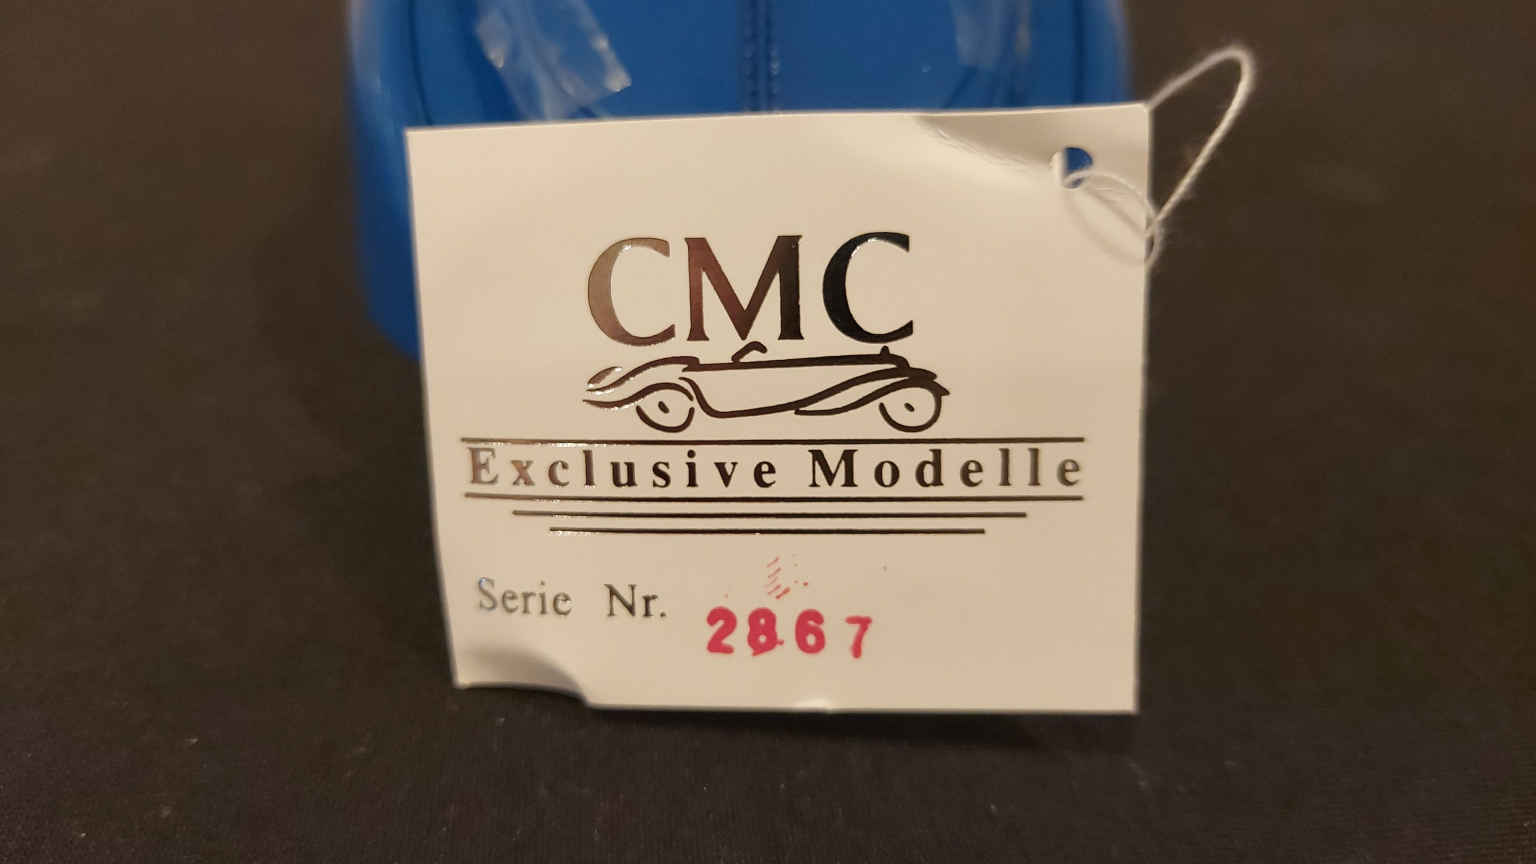 CMC
Exclusive Modelle
Serie Nr. 2867